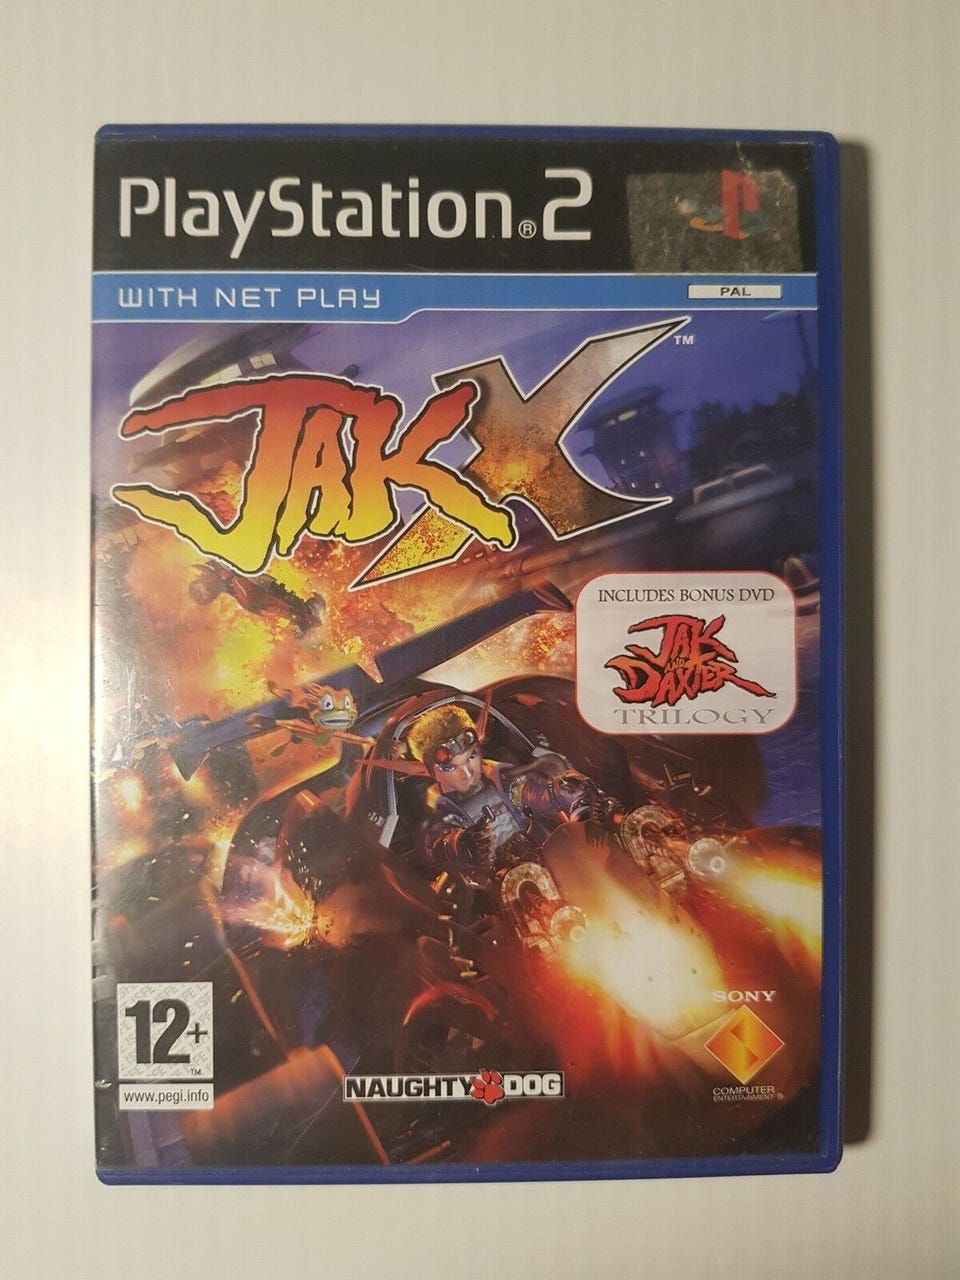 PlayStation®2
WITH NET PLAY
PAL
JAK X™
INCLUDES BONUS DVD
JAK
AND
DAXTER
TRILOGY
12+™
www.pegi.info
NAUGHTY DOG
SONY
COMPUTER
ENTERTAINMENT®